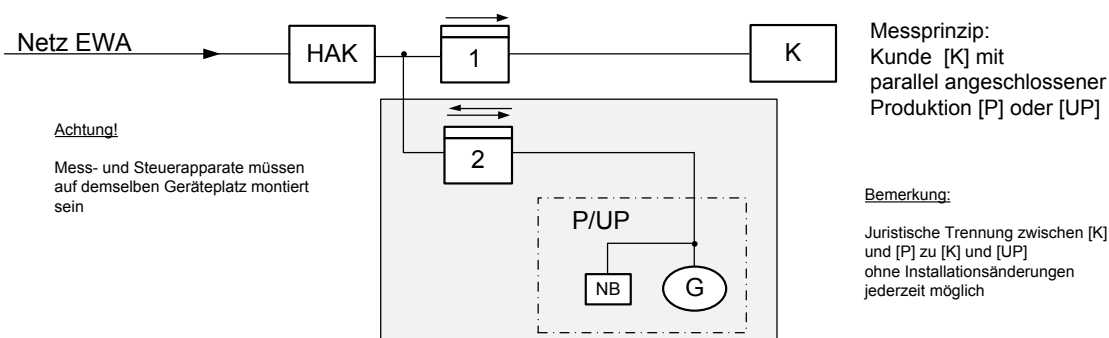 Netz EWA
HAK
1
K
Messprinzip:
Kunde [K] mit
parallel angeschlossener
Produktion [P] oder [UP]
Achtung!
Mess- und Steuerapparate müssen
auf demselben Geräteplatz montiert
sein
2
P/UP
NB
G
Bemerkung:
Juristische Trennung zwischen [K]
und [P] zu [K] und [UP]
ohne Installationsänderungen
jederzeit möglich